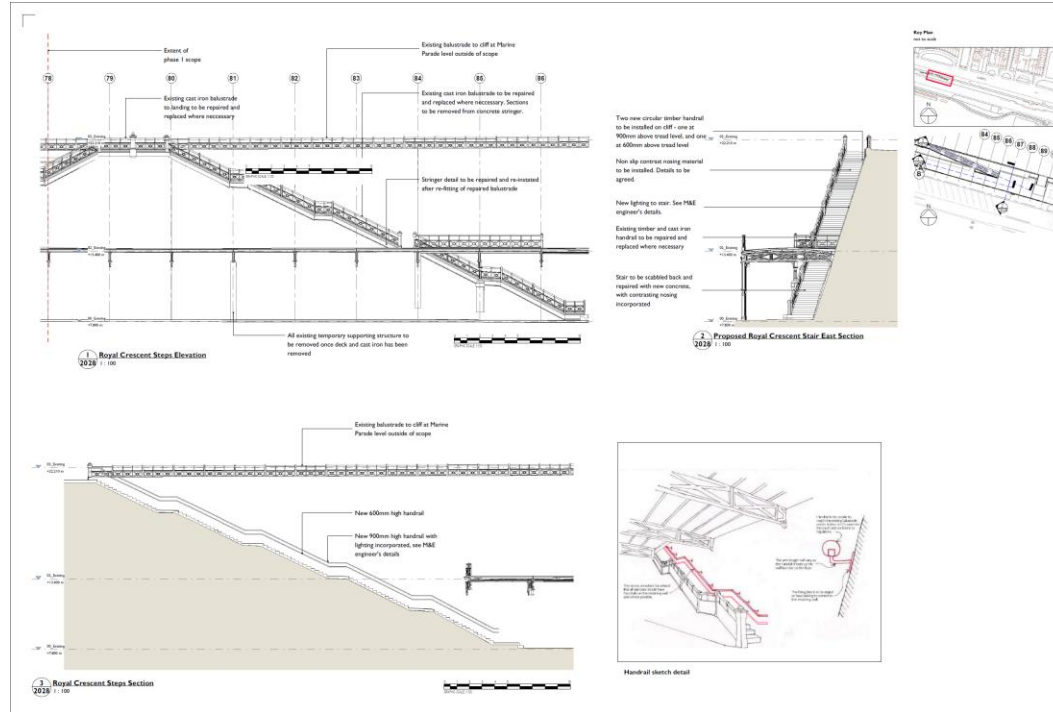 Extent of
phase 1 scope
Existing balustrade to cliff at Marine
Parade level outside of scope
78
79
80
81
82
83
84
85
86
Existing cast iron balustrade
to landing to be repaired and
replaced where neccessary
Existing cast iron balustrade to be repaired
and replaced where neccessary. Sections
to be removed from concrete stringer.
Stringer detail to be repaired and re-instated
after re-fitting of repaired balustrade
All existing temporary supporting structure to
be removed once deck and cast iron has been
removed
1
2028
Royal Crescent Steps Elevation
1 : 100
Two new circular timber handrail
to be installed on cliff - one at
900mm above tread level, and one
at 600mm above tread level
Non slip contrast nosing material
to be installed. Details to be
agreed.
New lighting to stair. See M&E
engineer's details.
Existing timber and cast iron
handrail to be repaired and
replaced where necessary
Stair to be scabbled back and
repaired with new concrete,
with contrasting nosing
incorporated
2
2028
Proposed Royal Crescent Stair East Section
1 : 100
Key Plan
not to scale
N
84
85
86
87
88
89
A
B
N
Existing balustrade to cliff at Marine
Parade level outside of scope
New 600mm high handrail
New 900mm high handrail with
lighting incorporated, see M&E
engineer's details
3
2028
Royal Crescent Steps Section
1 : 100
Handrail sketch detail